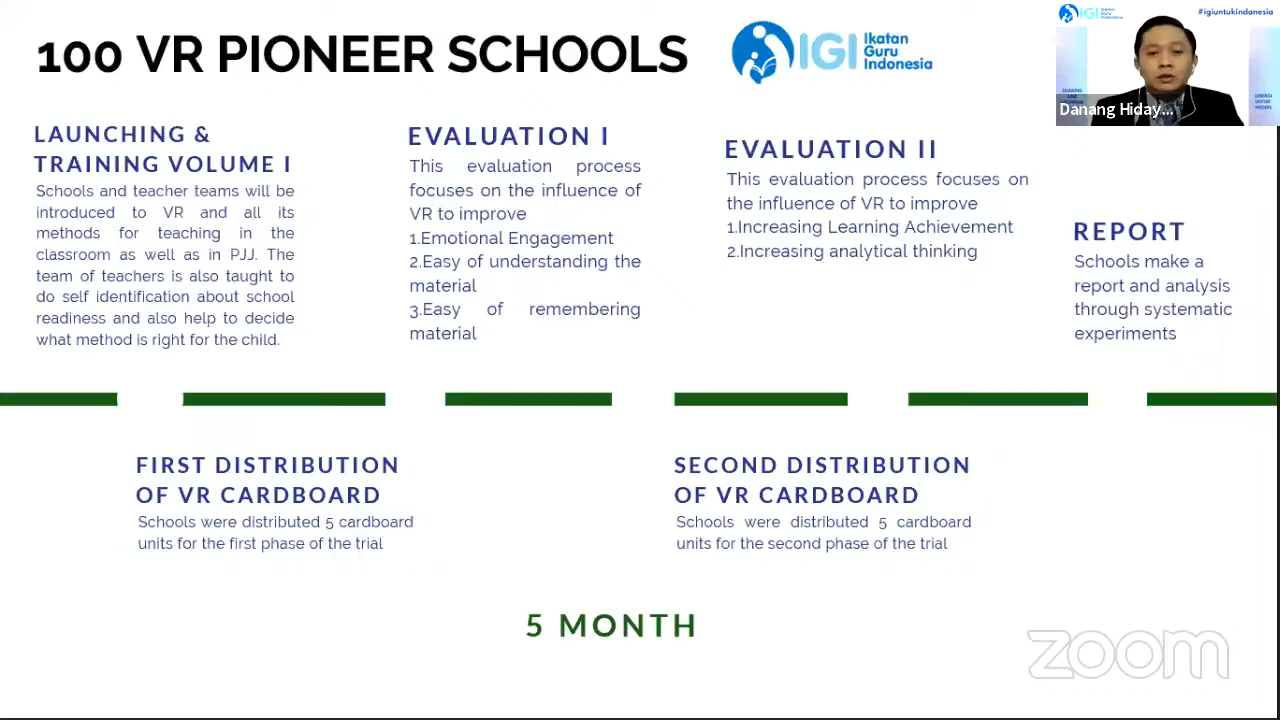 100 VR PIONEER SCHOOLS
IGI
Ikatan
Guru
Indonesia
#igiuntukindonesia
IGI
Danang Hiday...
LAUNCHING &
TRAINING VOLUME I
Schools and teacher teams will be
introduced to VR and all its
methods for teaching in the
classroom as well as in PJJ. The
team of teachers is also taught to
do self identification about school
readiness and also help to decide
what method is right for the child.
EVALUATION I
This evaluation process
focuses on the influence of
VR to improve
1.Emotional Engagement
2.Easy of understanding the
material
3.Easy of remembering
material
EVALUATION II
This evaluation process focuses on
the influence of VR to improve
1.Increasing Learning Achievement
2.Increasing analytical thinking
REPORT
Schools make a
report and analysis
through systematic
experiments
FIRST DISTRIBUTION
OF VR CARDBOARD
Schools were distributed 5 cardboard
units for the first phase of the trial
SECOND DISTRIBUTION
OF VR CARDBOARD
Schools were distributed 5 cardboard
units for the second phase of the trial
5 MONTH
zoom